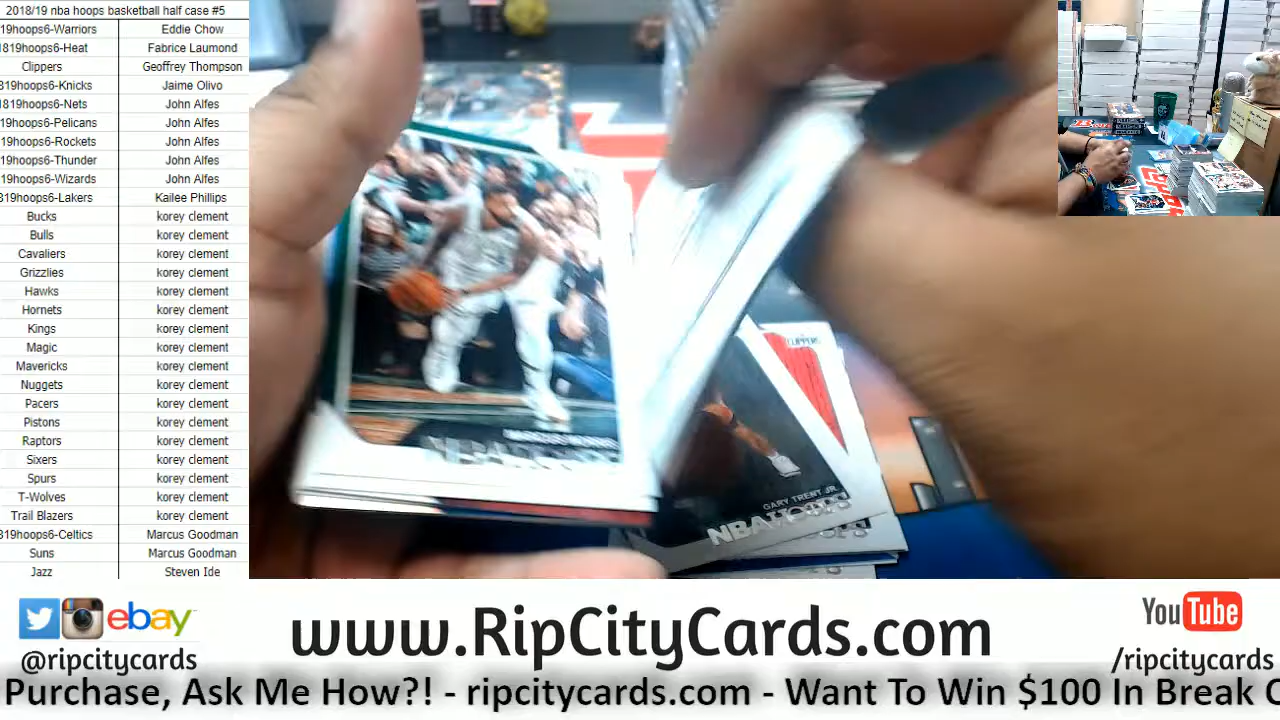 2018/19 nba hoops basketball half case #5
19hoops6-Warriors Eddie Chow
1819hoops6-Heat Fabrice Laumond
Clippers Geoffrey Thompson
819hoops6-Knicks Jaime Olivo
1819hoops6-Nets John Alfes
19hoops6-Pelicans John Alfes
19hoops6-Rockets John Alfes
19hoops6-Thunder John Alfes
19hoops6-Wizards John Alfes
819hoops6-Lakers Kailee Phillips
Bucks korey clement
Bulls korey clement
Cavaliers korey clement
Grizzlies korey clement
Hawks korey clement
Hornets korey clement
Kings korey clement
Magic korey clement
Mavericks korey clement
Nuggets korey clement
Pacers korey clement
Pistons korey clement
Raptors korey clement
Sixers korey clement
Spurs korey clement
T-Wolves korey clement
Trail Blazers korey clement
819hoops6-Celtics Marcus Goodman
Suns Marcus Goodman
Jazz Steven Ide
CLIPPERS
GARY TRENT JR.
NBA HOOPS
ebay
@ripcitycards
www.RipCityCards.com
YouTube
/ripcitycards
Purchase, Ask Me How?! - ripcitycards.com - Want To Win $100 In Break